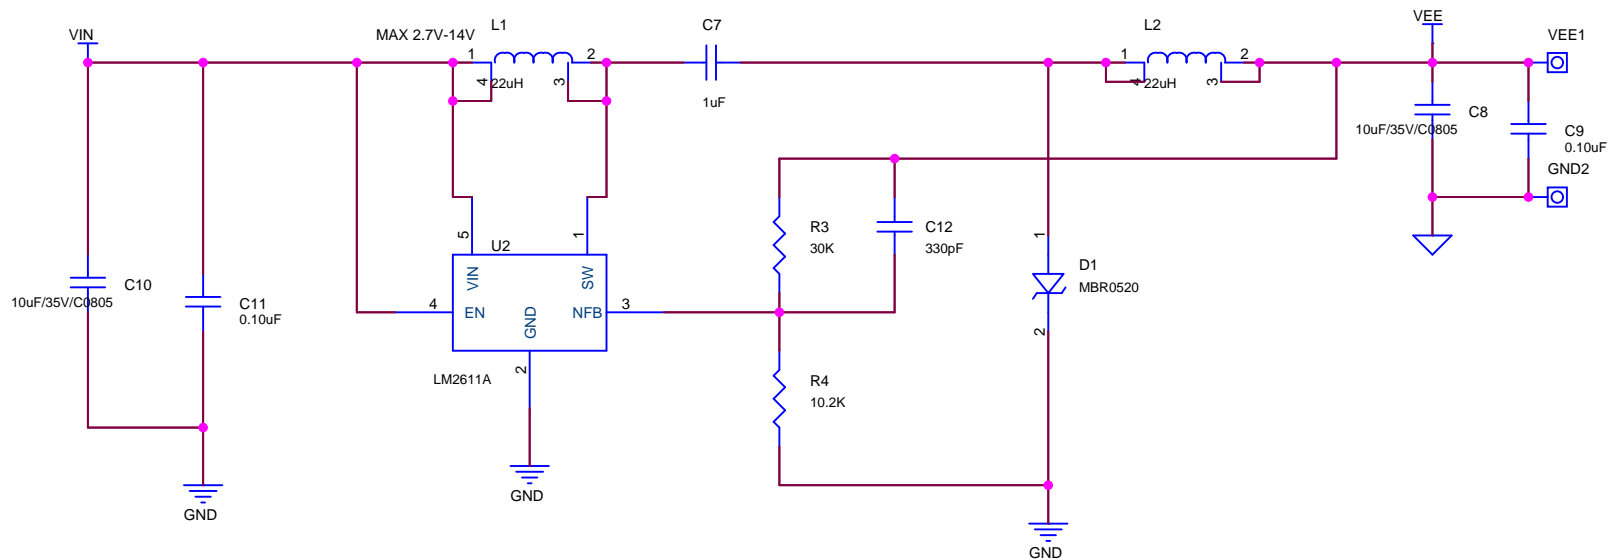 VIN
MAX 2.7V-14V
L1
1
2
4
3
22uH
C7
1uF
L2
1
2
4
3
22uH
VEE
VEE1
C8
10uF/35V/C0805
C9
0.10uF
GND2
R3
30K
C12
330pF
5
1
U2
VIN
SW
4
EN
GND
NFB
3
2
LM2611A
C10
10uF/35V/C0805
C11
0.10uF
1
D1
MBR0520
2
R4
10.2K
GND
GND
GND